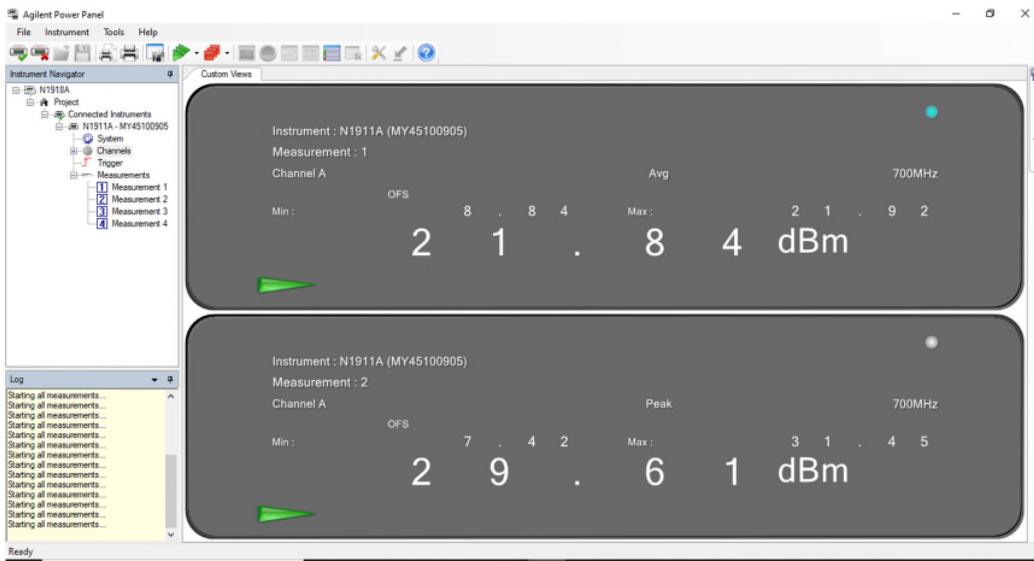 Agilent Power Panel
File Instrument Tools Help
Instrument Navigator
N1918A
Project
Connected Instruments
N1911A - MY45100905
System
Channels
Trigger
Measurements
1 Measurement 1
2 Measurement 2
3 Measurement 3
4 Measurement 4
Custom Views
Instrument : N1911A (MY45100905)
Measurement : 1
Channel A Avg 700MHz
OFS
Min : 8 . 8 4 Max : 2 1 . 9 2
2 1 . 8 4 dBm
Instrument : N1911A (MY45100905)
Measurement : 2
Channel A Peak 700MHz
OFS
Min : 7 . 4 2 Max : 3 1 . 4 5
2 9 . 6 1 dBm
Log
Starting all measurements...
Starting all measurements...
Starting all measurements...
Starting all measurements...
Starting all measurements...
Starting all measurements...
Starting all measurements...
Starting all measurements...
Starting all measurements...
Starting all measurements...
Starting all measurements...
Starting all measurements...
Starting all measurements...
Starting all measurements...
Ready